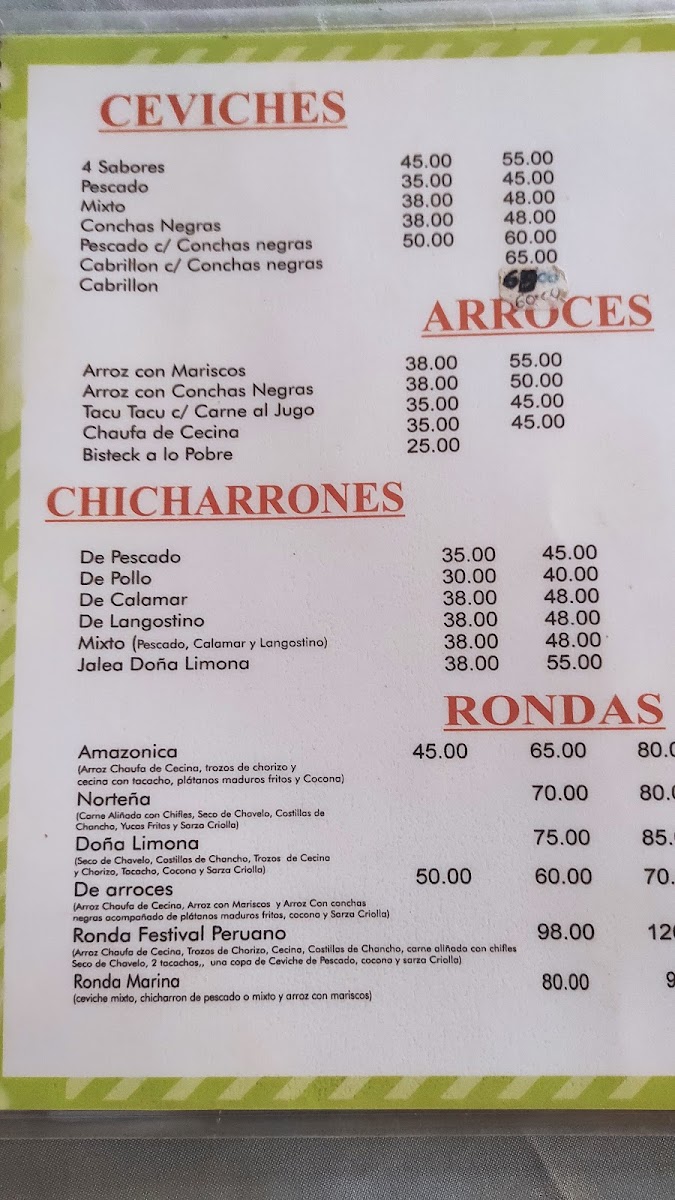 CEVICHES
4 Sabores 45.00 55.00
Pescado 35.00 45.00
Mixto 38.00 48.00
Conchas Negras 38.00 48.00
Pescado c/ Conchas negras 50.00 60.00
Cabrillon c/ Conchas negras 65.00
Cabrillon
ARROCES
Arroz con Mariscos 38.00 55.00
Arroz con Conchas Negras 38.00 50.00
Tacu Tacu c/ Carne al Jugo 35.00 45.00
Chaufa de Cecina 35.00 45.00
Bisteck a lo Pobre 25.00
CHICHARRONES
De Pescado 35.00 45.00
De Pollo 30.00 40.00
De Calamar 38.00 48.00
De Langostino 38.00 48.00
Mixto (Pescado, Calamar y Langostino) 38.00 48.00
Jalea Doña Limona 38.00 55.00
RONDAS
Amazonica 45.00 65.00 80.0
(Arroz Chaufa de Cecina, trozos de chorizo y
cecina con tacacho, plátanos maduros fritos y Cocona)
Norteña 70.00 80.0
(Carne Aliñada con Chifles, Seco de Chavelo, Costillas de
Chancho, Yucas Fritas y Sarza Criolla)
Doña Limona 75.00 85.
(Seco de Chavelo, Costillas de Chancho, Trozos de Cecina
y Chorizo, Tacacho, Cocona y Sarza Criolla)
De arroces 50.00 60.00 70.
(Arroz Chaufa de Cecina, Arroz con Mariscos y Arroz Con conchas
negras acompañado de plátanos maduros fritos, cocona y Sarza Criolla)
Ronda Festival Peruano 98.00 120
(Arroz Chaufa de Cecina, Trozos de Chorizo, Cecina, Costillas de Chancho, carne aliñada con chifles
Seco de Chavelo, 2 tacachos,, una copa de Ceviche de Pescado, cocona y sarza Criolla)
Ronda Marina 80.00 9
(ceviche mixto, chicharron de pescado o mixto y arroz con mariscos)